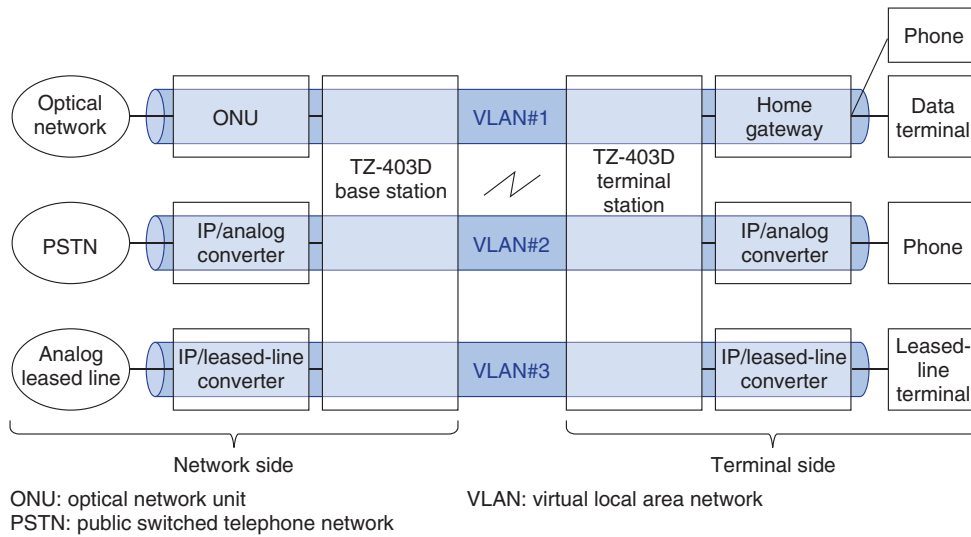 Phone
Optical
network
ONU
VLAN#1
Home
gateway
Data
terminal
TZ-403D
base station
TZ-403D
terminal
station
PSTN
IP/analog
converter
VLAN#2
IP/analog
converter
Phone
Analog
leased line
IP/leased-line
converter
VLAN#3
IP/leased-line
converter
Leased-
line
terminal
Network side
Terminal side
ONU: optical network unit
VLAN: virtual local area network
PSTN: public switched telephone network